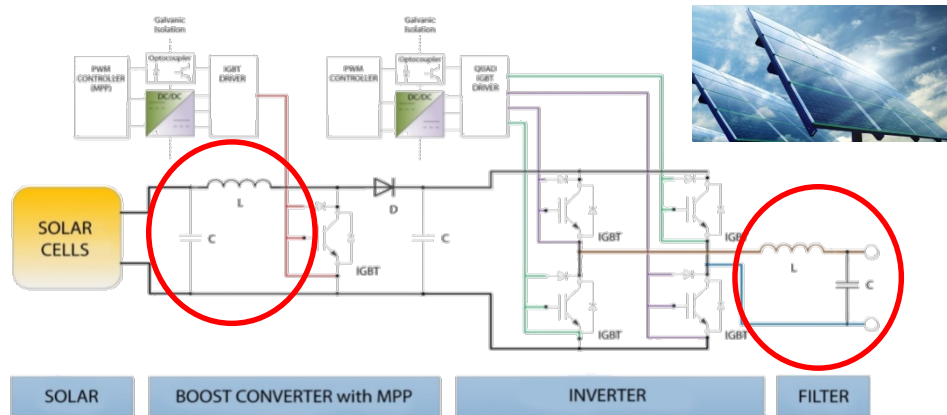 Galvanic
Isolation
Galvanic
Isolation
PWM
CONTROLLER
(MPP)
Optocoupler
DC/DC
IGBT
DRIVER
PWM
CONTROLLER
Optocoupler
DC/DC
QUAD
IGBT
DRIVER
SOLAR
CELLS
L
C
IGBT
D
C
IGBT
IGBT
IGBT
IGBT
L
C
SOLAR
BOOST CONVERTER with MPP
INVERTER
FILTER